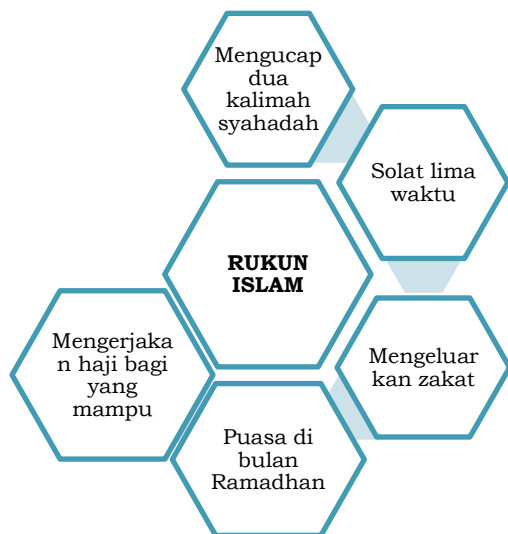 Mengucap
dua
kalimah
syahadah
Solat lima
waktu
RUKUN
ISLAM
Mengeluar
kan zakat
Mengerjaka
n haji bagi
yang
mampu
Puasa di
bulan
Ramadhan